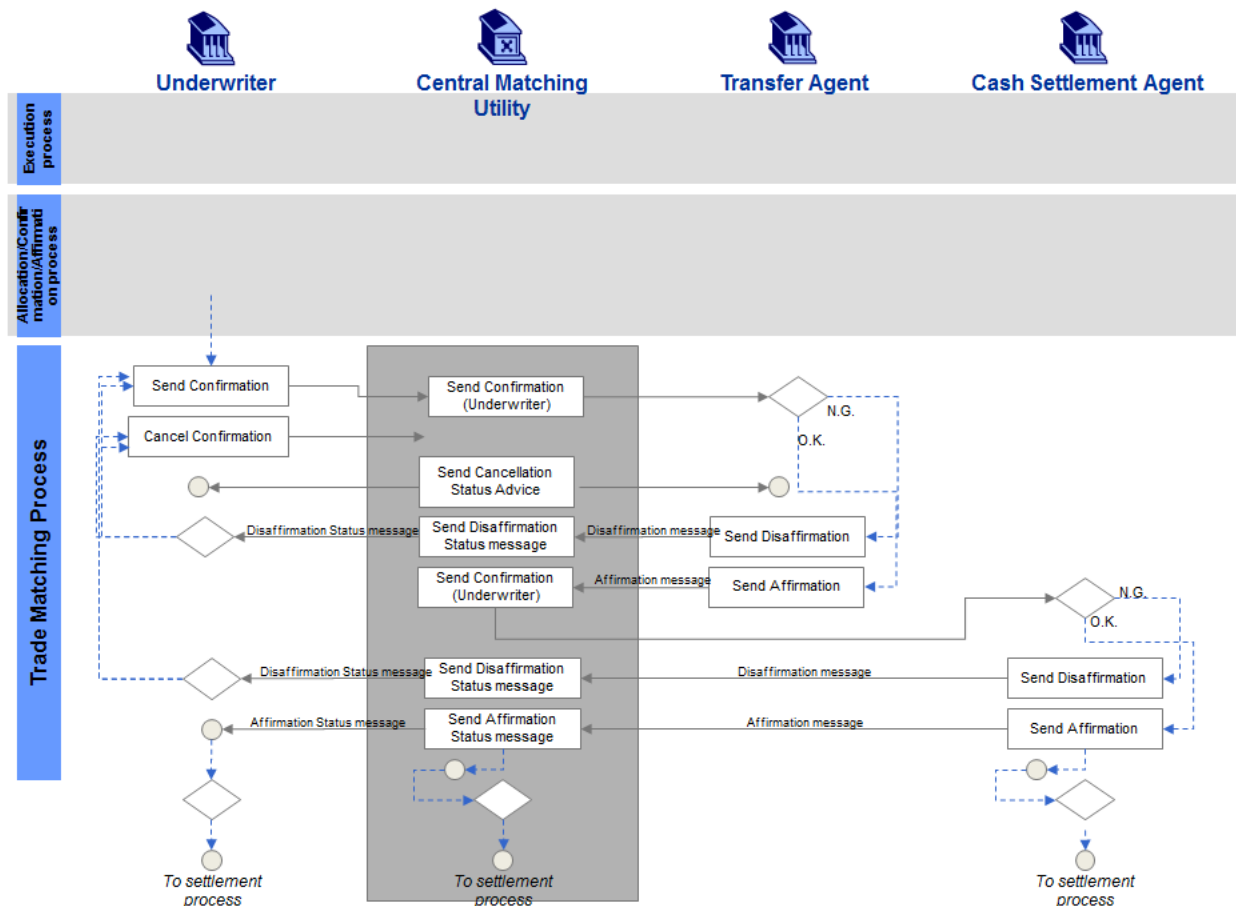 Underwriter
Central Matching
Utility
Transfer Agent
Cash Settlement Agent
Execution
process
Allocation/Confir
mation/Affirmati
on process
Trade Matching Process
Send Confirmation
Send Confirmation
(Underwriter)
N.G.
O.K.
Cancel Confirmation
Send Cancellation
Status Advice
Disaffirmation Status message
Send Disaffirmation
Status message
Disaffirmation message
Send Disaffirmation
Send Confirmation
(Underwriter)
Affirmation message
Send Affirmation
N.G.
O.K.
Disaffirmation Status message
Send Disaffirmation
Status message
Disaffirmation message
Send Disaffirmation
Affirmation Status message
Send Affirmation
Status message
Affirmation message
Send Affirmation
To settlement
process
To settlement
process
To settlement
process